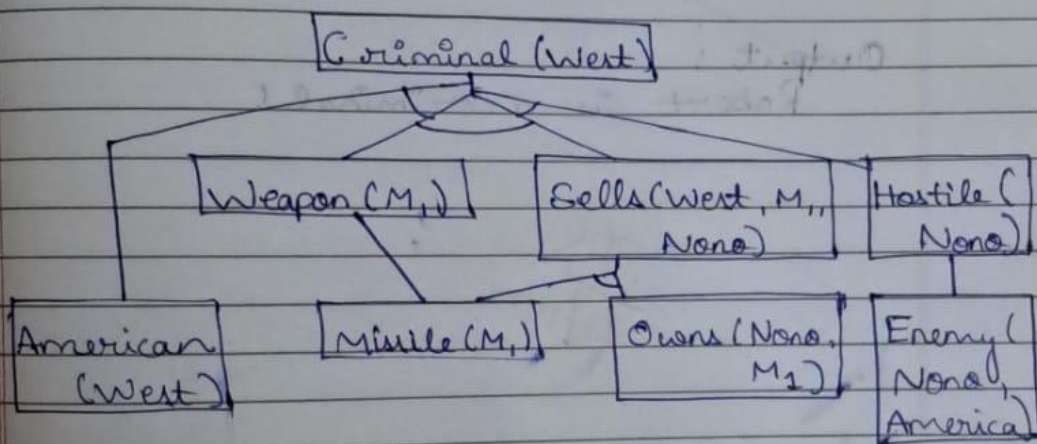 Criminal (West)
Weapon (M1)
Sells (West, M1,
Nono)
Hostile (
Nono)
American
(West)
Missile (M1)
Owns (Nono,
M1)
Enemy (
Nono,
America)